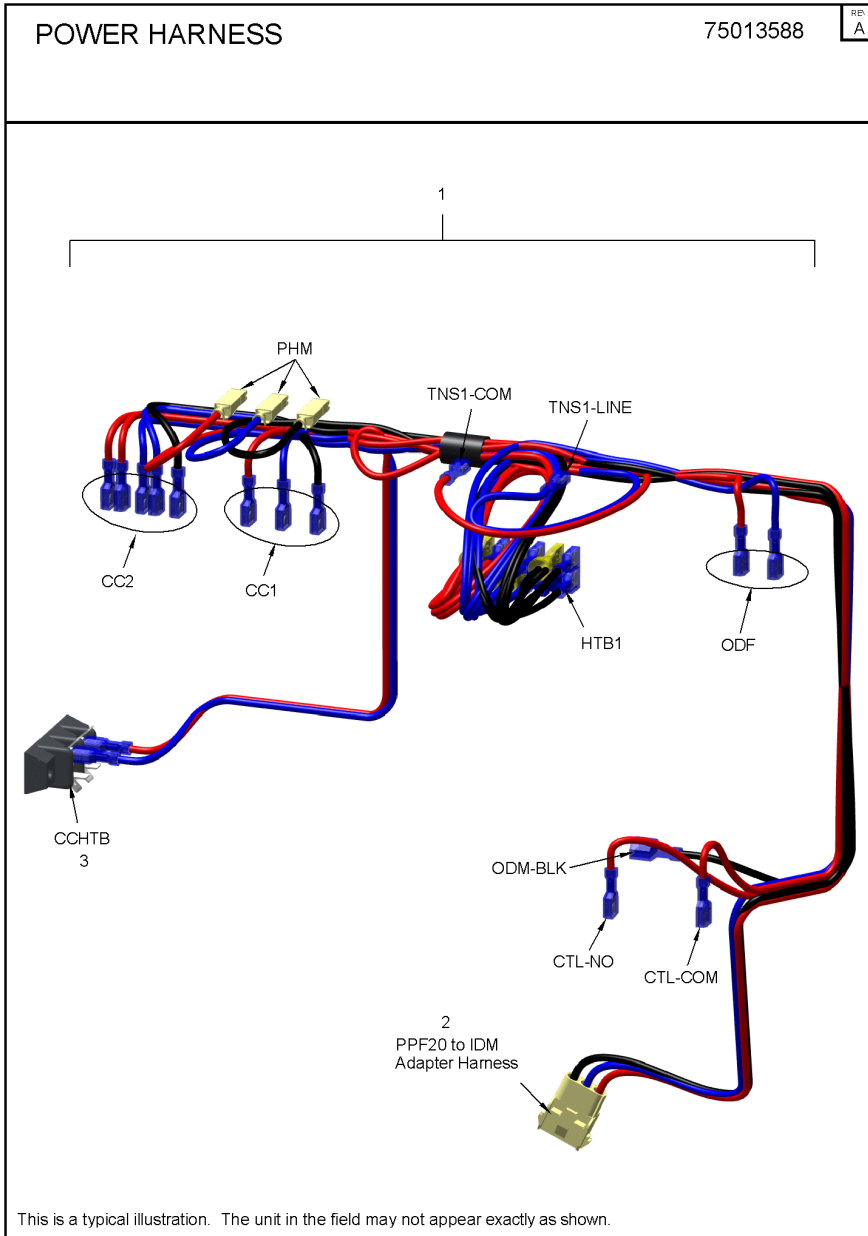 POWER HARNESS
75013588
REV
A
1
PHM
TNS1-COM
TNS1-LINE
CC2
CC1
HTB1
ODF
CCHTB
3
ODM-BLK
CTL-NO
CTL-COM
2
PPF20 to IDM
Adapter Harness
This is a typical illustration. The unit in the field may not appear exactly as shown.